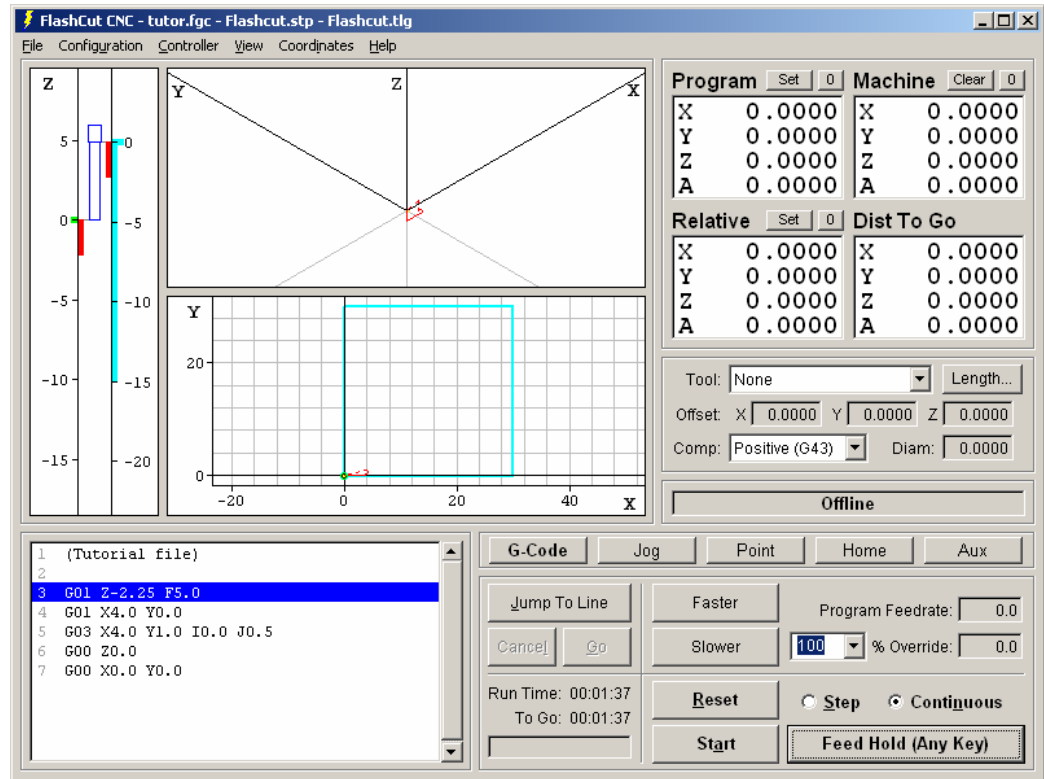 FlashCut CNC - tutor.fgc - Flashcut.stp - Flashcut.tlg
File Configuration Controller View Coordinates Help
Z
5
0
-5
-10
-15
0
-5
-10
-15
-20
Y Z X
Y
20
0
-20 0 20 40 X
Program Set 0
X 0.0000
Y 0.0000
Z 0.0000
A 0.0000
Machine Clear 0
X 0.0000
Y 0.0000
Z 0.0000
A 0.0000
Relative Set 0
X 0.0000
Y 0.0000
Z 0.0000
A 0.0000
Dist To Go
X 0.0000
Y 0.0000
Z 0.0000
A 0.0000
Tool: None Length...
Offset: X 0.0000 Y 0.0000 Z 0.0000
Comp: Positive (G43) Diam: 0.0000
Offline
1 (Tutorial file)
2
3 G01 Z-2.25 F5.0
4 G01 X4.0 Y0.0
5 G03 X4.0 Y1.0 I0.0 J0.5
6 G00 Z0.0
7 G00 X0.0 Y0.0
G-Code Jog Point Home Aux
Jump To Line
Cancel Go
Run Time: 00:01:37
To Go: 00:01:37
Faster
Slower
Program Feedrate: 0.0
100 % Override: 0.0
Reset
Step Continuous
Start
Feed Hold (Any Key)